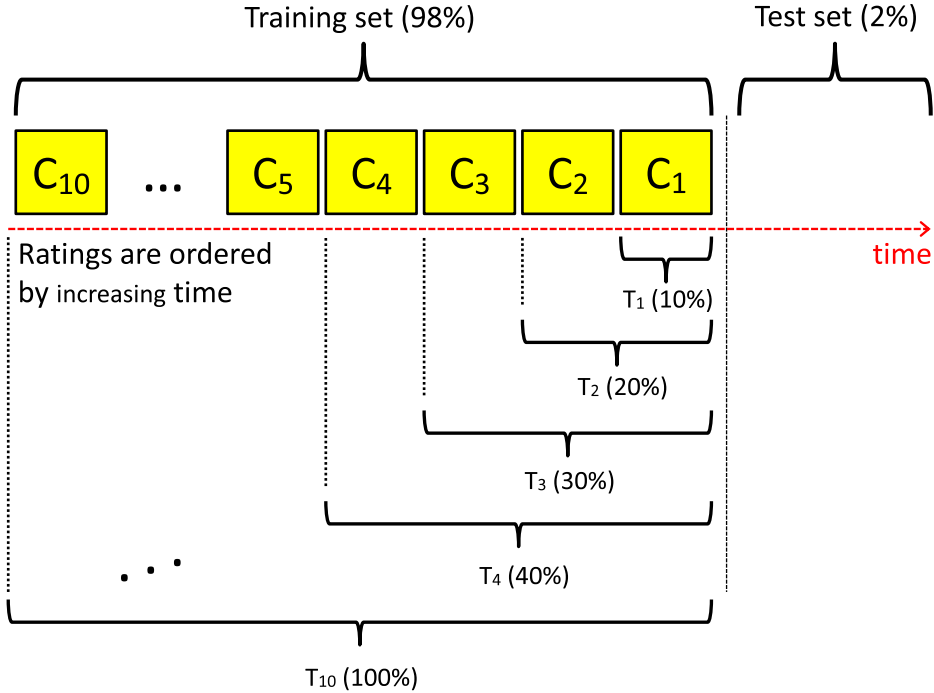 Training set (98%)
Test set (2%)
C10 ... C5 C4 C3 C2 C1
time
Ratings are ordered
by increasing time
T1 (10%)
T2 (20%)
T3 (30%)
T4 (40%)
. . .
T10 (100%)